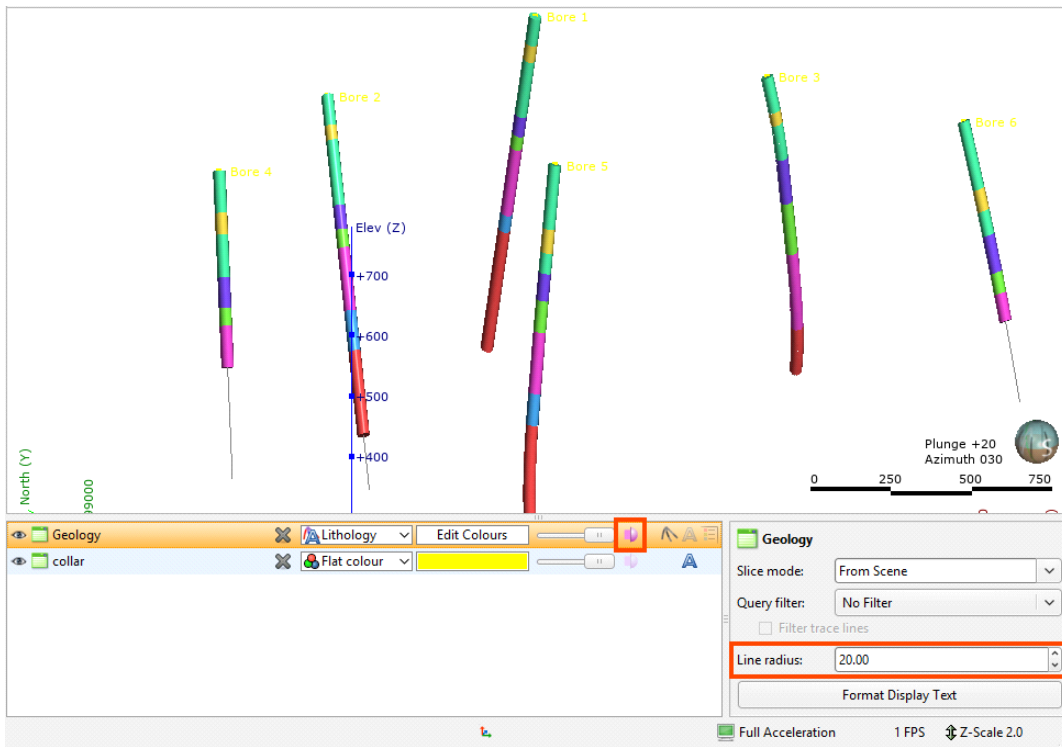 Bore 1
Bore 2
Bore 3
Bore 6
Bore 4
Bore 5
Elev (Z)
+700
+600
+500
+400
North (Y)
99000
Plunge +20
Azimuth 030
S
0 250 500 750
Geology Lithology Edit Colours A
collar Flat colour A
Geology
Slice mode: From Scene
Query filter: No Filter
Filter trace lines
Line radius: 20.00
Format Display Text
Full Acceleration 1 FPS Z-Scale 2.0